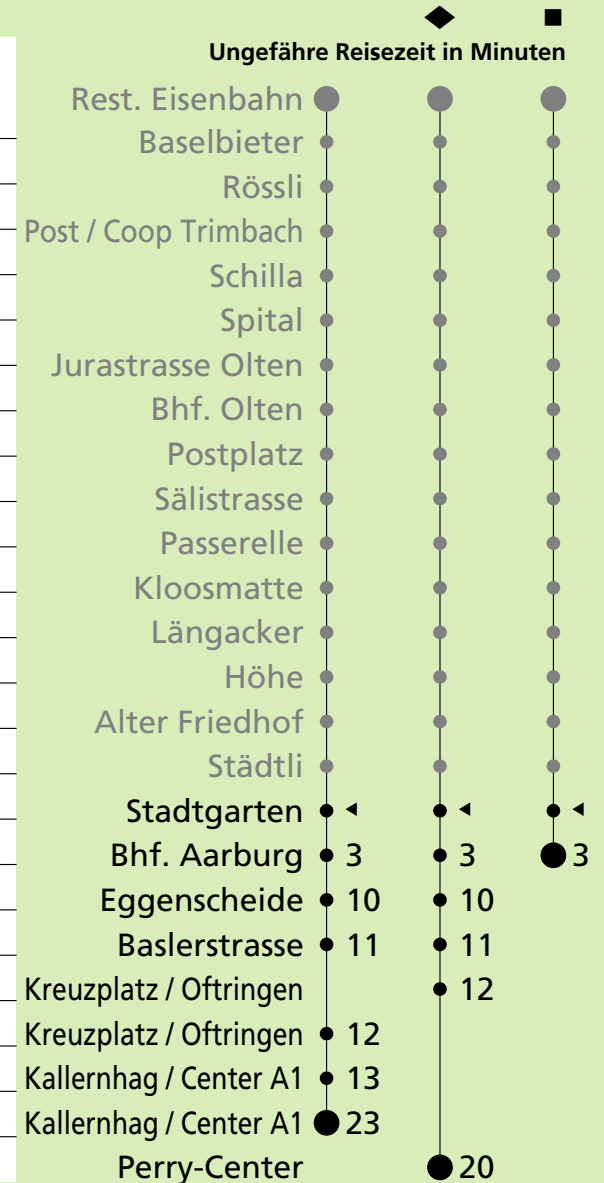 ◆ ■
Ungefähre Reisezeit in Minuten
Rest. Eisenbahn
Baselbieter
Rössli
Post / Coop Trimbach
Schilla
Spital
Jurastrasse Olten
Bhf. Olten
Postplatz
Sälistrasse
Passerelle
Kloosmatte
Längacker
Höhe
Alter Friedhof
Städtli
Stadtgarten
Bhf. Aarburg 3 3 3
Eggenscheide 10 10
Baslerstrasse 11 11
Kreuzplatz / Oftringen 12
Kreuzplatz / Oftringen 12
Kallernhag / Center A1 13
Kallernhag / Center A1 23
Perry-Center 20